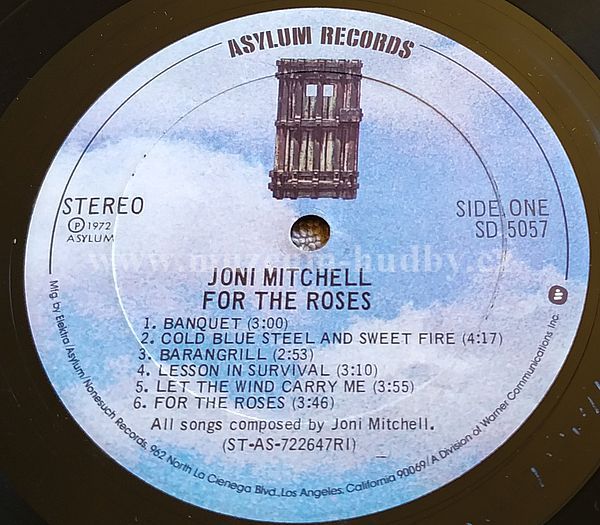 ASYLUM RECORDS
STEREO
Ⓟ 1972
ASYLUM
SIDE ONE
SD 5057
www.muzeum-hudby.cz
JONI MITCHELL
FOR THE ROSES
1. BANQUET (3:00)
2. COLD BLUE STEEL AND SWEET FIRE (4:17)
3. BARANGRILL (2:53)
4. LESSON IN SURVIVAL (3:10)
5. LET THE WIND CARRY ME (3:55)
6. FOR THE ROSES (3:46)
All songs composed by Joni Mitchell.
(ST-AS-722647RI)
Mfg. by Elektra/Asylum/Nonesuch Records, 962 North La Cienega Blvd., Los Angeles, California 90069/A Division of Warner Communications Inc.